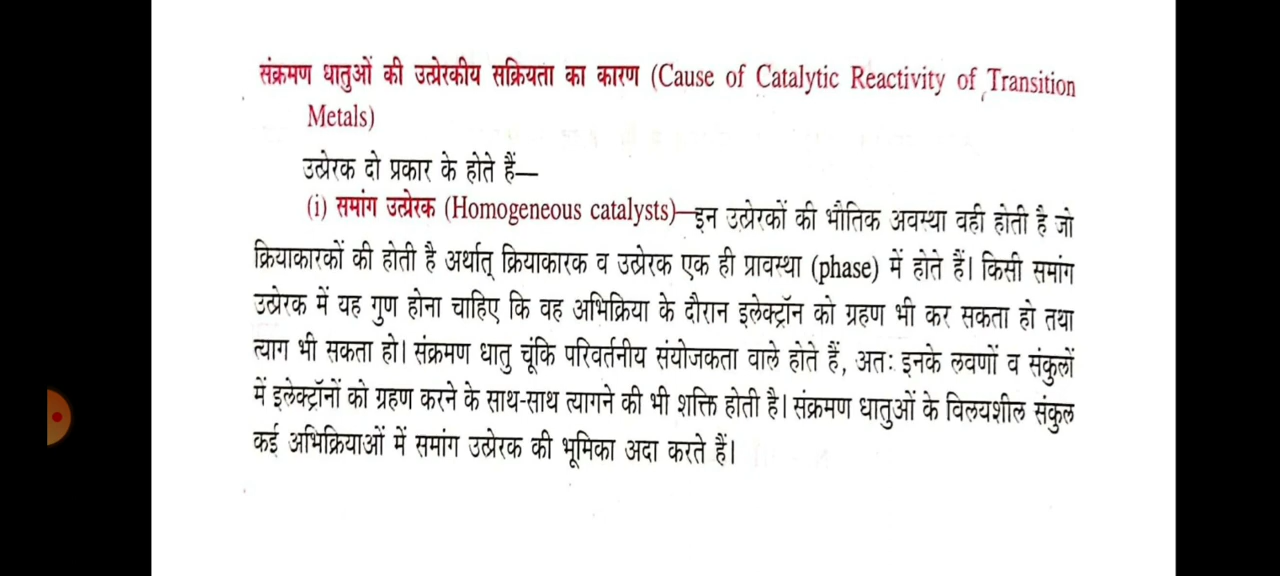 संक्रमण धातुओं की उत्प्रेरकीय सक्रियता का कारण (Cause of Catalytic Reactivity of Transition
Metals)
उत्प्रेरक दो प्रकार के होते हैं—
(i) समांग उत्प्रेरक (Homogeneous catalysts)—इन उत्प्रेरकों की भौतिक अवस्था वही होती है जो
क्रियाकारकों की होती है अर्थात् क्रियाकारक व उत्प्रेरक एक ही प्रावस्था (phase) में होते हैं। किसी समांग
उत्प्रेरक में यह गुण होना चाहिए कि वह अभिक्रिया के दौरान इलेक्ट्रॉन को ग्रहण भी कर सकता हो तथा
त्याग भी सकता हो। संक्रमण धातु चूंकि परिवर्तनीय संयोजकता वाले होते हैं, अतः इनके लवणों व संकुलों
में इलेक्ट्रॉनों को ग्रहण करने के साथ-साथ त्यागने की भी शक्ति होती है। संक्रमण धातुओं के विलयशील संकुल
कई अभिक्रियाओं में समांग उत्प्रेरक की भूमिका अदा करते हैं।